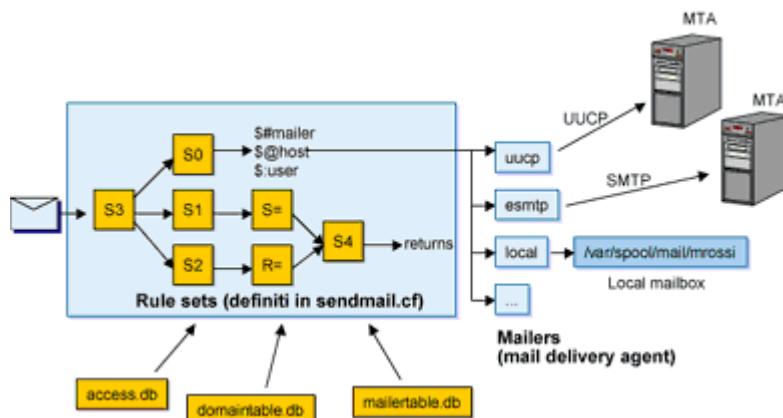 MTA
MTA
UUCP
SMTP
$#mailer
$@host
$:user
S0
S3
S1
S=
S4
returns
S2
R=
Rule sets (definiti in sendmail.cf)
uucp
esmtp
local
/var/spool/mail/mrossi
Local mailbox
...
Mailers
(mail delivery agent)
access.db
domaintable.db
mailertable.db